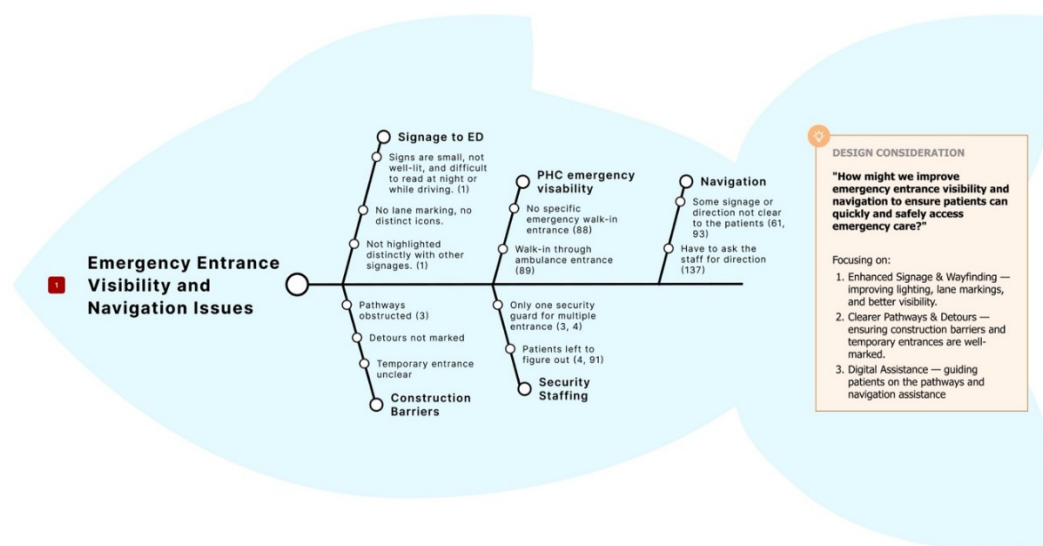 1
Emergency Entrance
Visibility and
Navigation Issues
Signage to ED
Signs are small, not
well-lit, and difficult
to read at night or
while driving. (1)
No lane marking, no
distinct icons.
Not highlighted
distinctly with other
signages. (1)
PHC emergency
visability
No specific
emergency walk-in
entrance (88)
Walk-in through
ambulance entrance
(89)
Navigation
Some signage or
direction not clear
to the patients (61,
93)
Have to ask the
staff for direction
(137)
Pathways
obstructed (3)
Detours not marked
Temporary entrance
unclear
Construction
Barriers
Only one security
guard for multiple
entrance (3, 4)
Patients left to
figure out (4, 91)
Security
Staffing
DESIGN CONSIDERATION
"How might we improve
emergency entrance visibility and
navigation to ensure patients can
quickly and safely access
emergency care?"
Focusing on:
1. Enhanced Signage & Wayfinding —
improving lighting, lane markings,
and better visibility.
2. Clearer Pathways & Detours —
ensuring construction barriers and
temporary entrances are well-
marked.
3. Digital Assistance — guiding
patients on the pathways and
navigation assistance